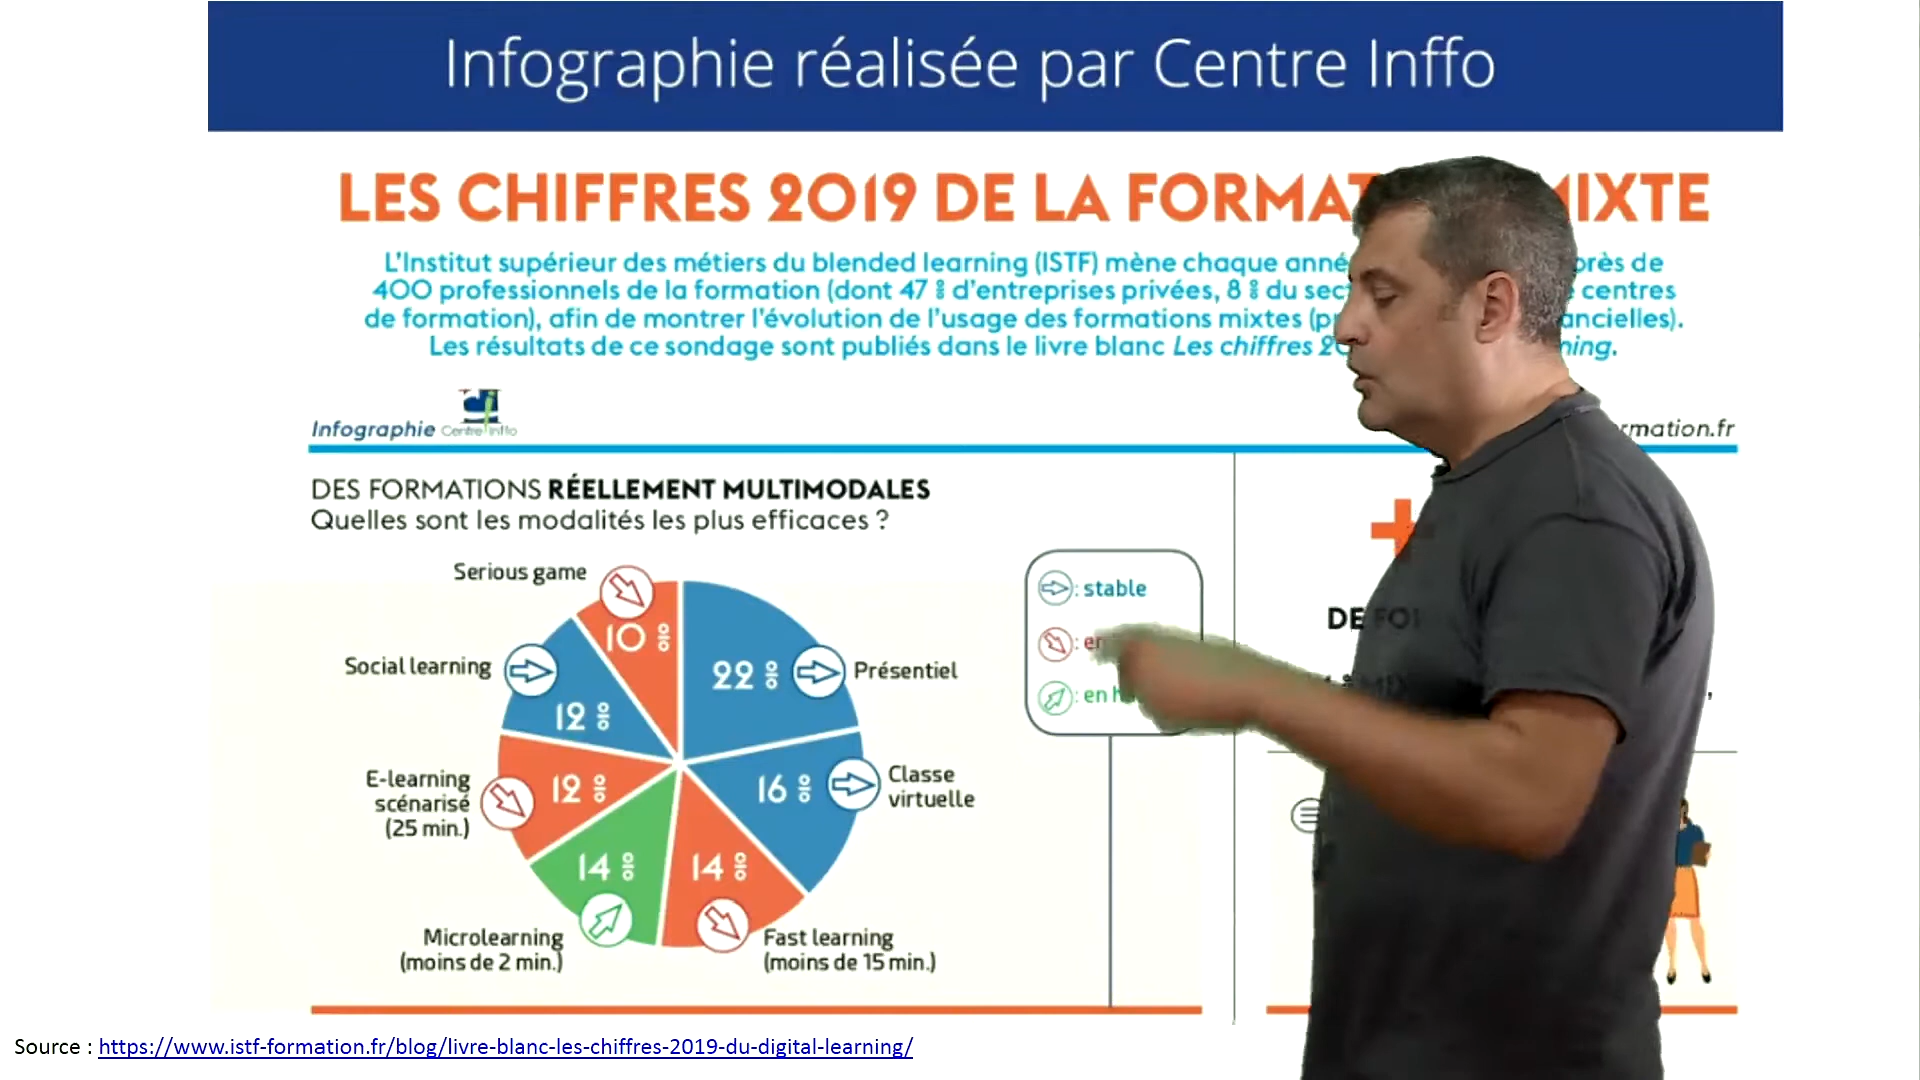 Infographie réalisée par Centre Inffo
LES CHIFFRES 2019 DE LA FORMAT MIXTE
L'Institut supérieur des métiers du blended learning (ISTF) mène chaque anné près de
400 professionnels de la formation (dont 47 % d'entreprises privées, 8 % du sec centres
de formation), afin de montrer l'évolution de l'usage des formations mixtes (pr ancielles).
Les résultats de ce sondage sont publiés dans le livre blanc Les chiffres 20 ning.
Infographie Centre Inffo
rmation.fr
DES FORMATIONS RÉELLEMENT MULTIMODALES
Quelles sont les modalités les plus efficaces ?
Serious game
10 %
Social learning
12 %
E-learning
scénarisé
(25 min.)
12 %
Microlearning
(moins de 2 min.)
14 %
Fast learning
(moins de 15 min.)
14 %
Classe
virtuelle
16 %
Présentiel
22 %
: stable
: en
: en h
+
DE FO
Source : https://www.istf-formation.fr/blog/livre-blanc-les-chiffres-2019-du-digital-learning/